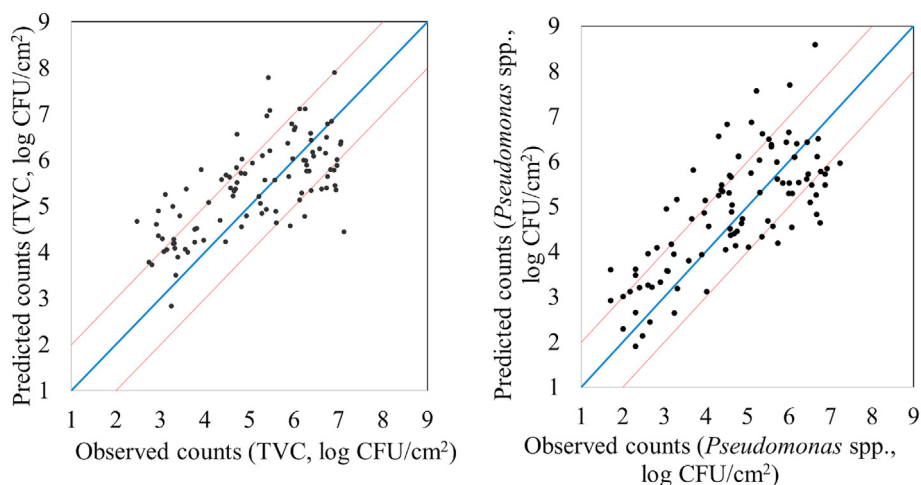 9
8
7
6
5
4
3
2
1
Predicted counts (TVC, log CFU/cm²)
1 2 3 4 5 6 7 8 9
Observed counts (TVC, log CFU/cm²)
9
8
7
6
5
4
3
2
1
Predicted counts (Pseudomonas spp.,
log CFU/cm²)
1 2 3 4 5 6 7 8 9
Observed counts (Pseudomonas spp.,
log CFU/cm²)